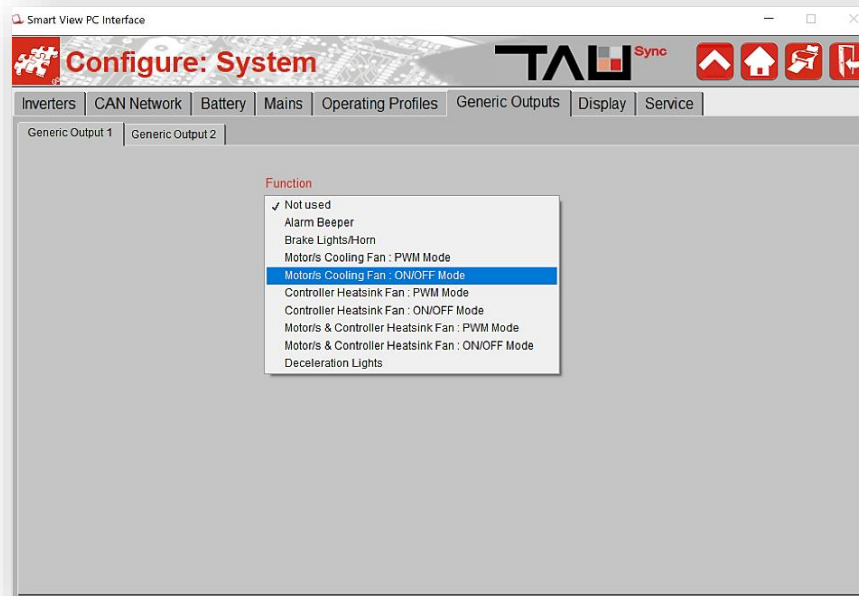 Smart View PC Interface
Configure: System
TAU Sync
Inverters CAN Network Battery Mains Operating Profiles Generic Outputs Display Service
Generic Output 1 Generic Output 2
Function
✓ Not used
Alarm Beeper
Brake Lights/Horn
Motor/s Cooling Fan : PWM Mode
Motor/s Cooling Fan : ON/OFF Mode
Controller Heatsink Fan : PWM Mode
Controller Heatsink Fan : ON/OFF Mode
Motor/s & Controller Heatsink Fan : PWM Mode
Motor/s & Controller Heatsink Fan : ON/OFF Mode
Deceleration Lights